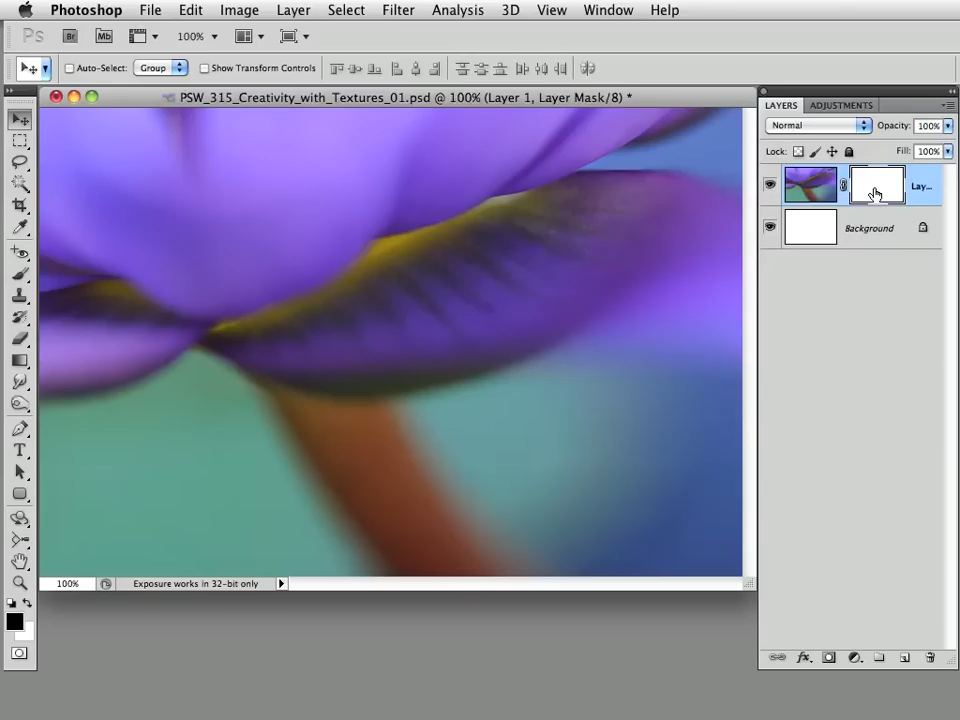 Photoshop File Edit Image Layer Select Filter Analysis 3D View Window Help
Ps Br Mb 100%
Auto-Select: Group Show Transform Controls
PSW_315_Creativity_with_Textures_01.psd @ 100% (Layer 1, Layer Mask/8) *
LAYERS ADJUSTMENTS
Normal Opacity: 100%
Lock: Fill: 100%
Lay...
Background
T
100% Exposure works in 32-bit only
fx